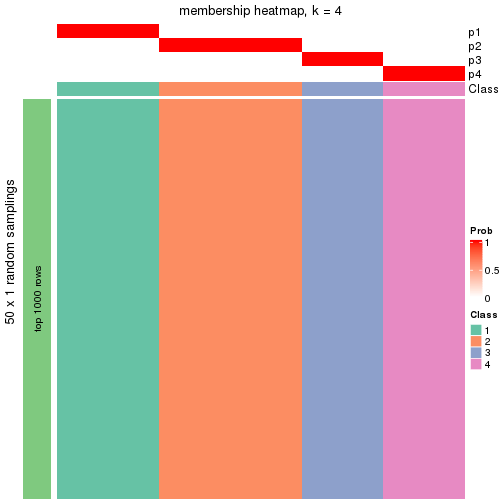 membership heatmap, k = 4
p1
p2
p3
p4
Class
50 x 1 random samplings
top 1000 rows
Prob
1
0.5
0
Class
1
2
3
4